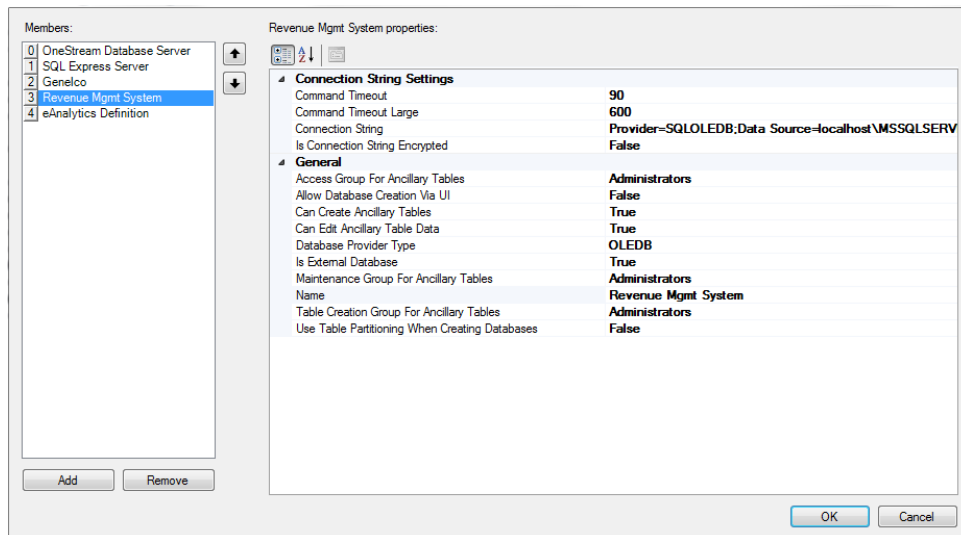 Members:
0 OneStream Database Server
1 SQL Express Server
2 Genelco
3 Revenue Mgmt System
4 eAnalytics Definition
Add Remove
Revenue Mgmt System properties:
Connection String Settings
Command Timeout 90
Command Timeout Large 600
Connection String Provider=SQLOLEDB;Data Source=localhost\MSSQLSERV
Is Connection String Encrypted False
General
Access Group For Ancillary Tables Administrators
Allow Database Creation Via UI False
Can Create Ancillary Tables True
Can Edit Ancillary Table Data True
Database Provider Type OLEDB
Is External Database True
Maintenance Group For Ancillary Tables Administrators
Name Revenue Mgmt System
Table Creation Group For Ancillary Tables Administrators
Use Table Partitioning When Creating Databases False
OK Cancel